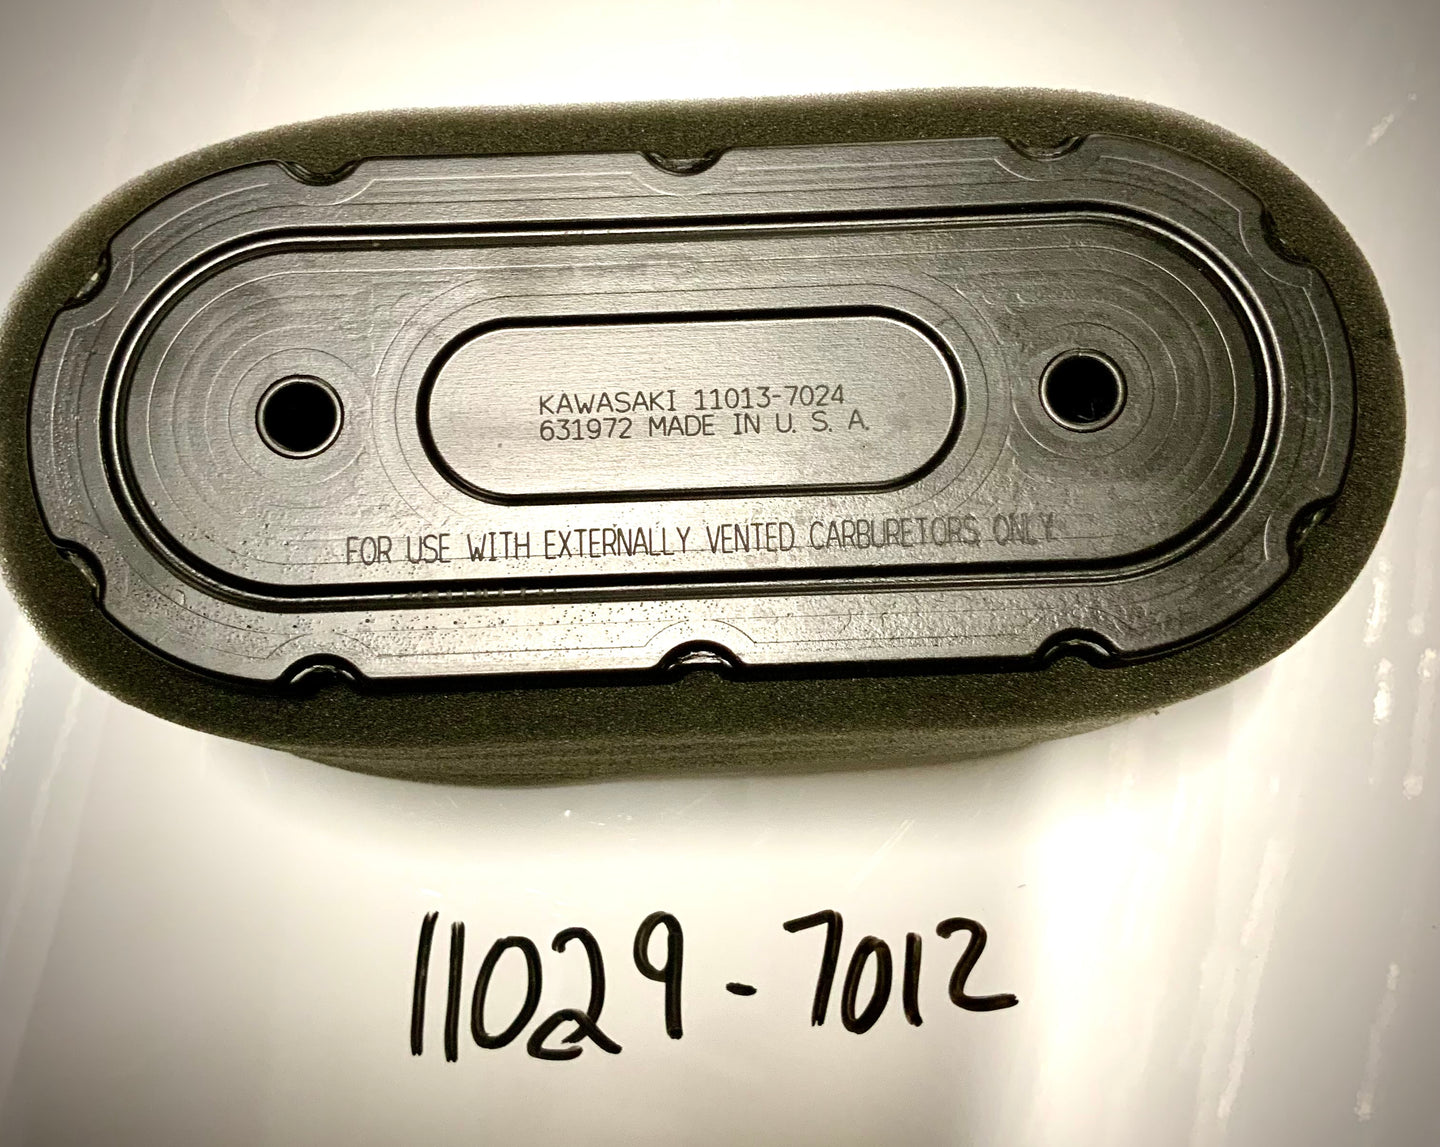 KAWASAKI 11013-7024
631972 MADE IN U. S. A.
FOR USE WITH EXTERNALLY VENTED CARBURETORS ONLY.
11029-7012